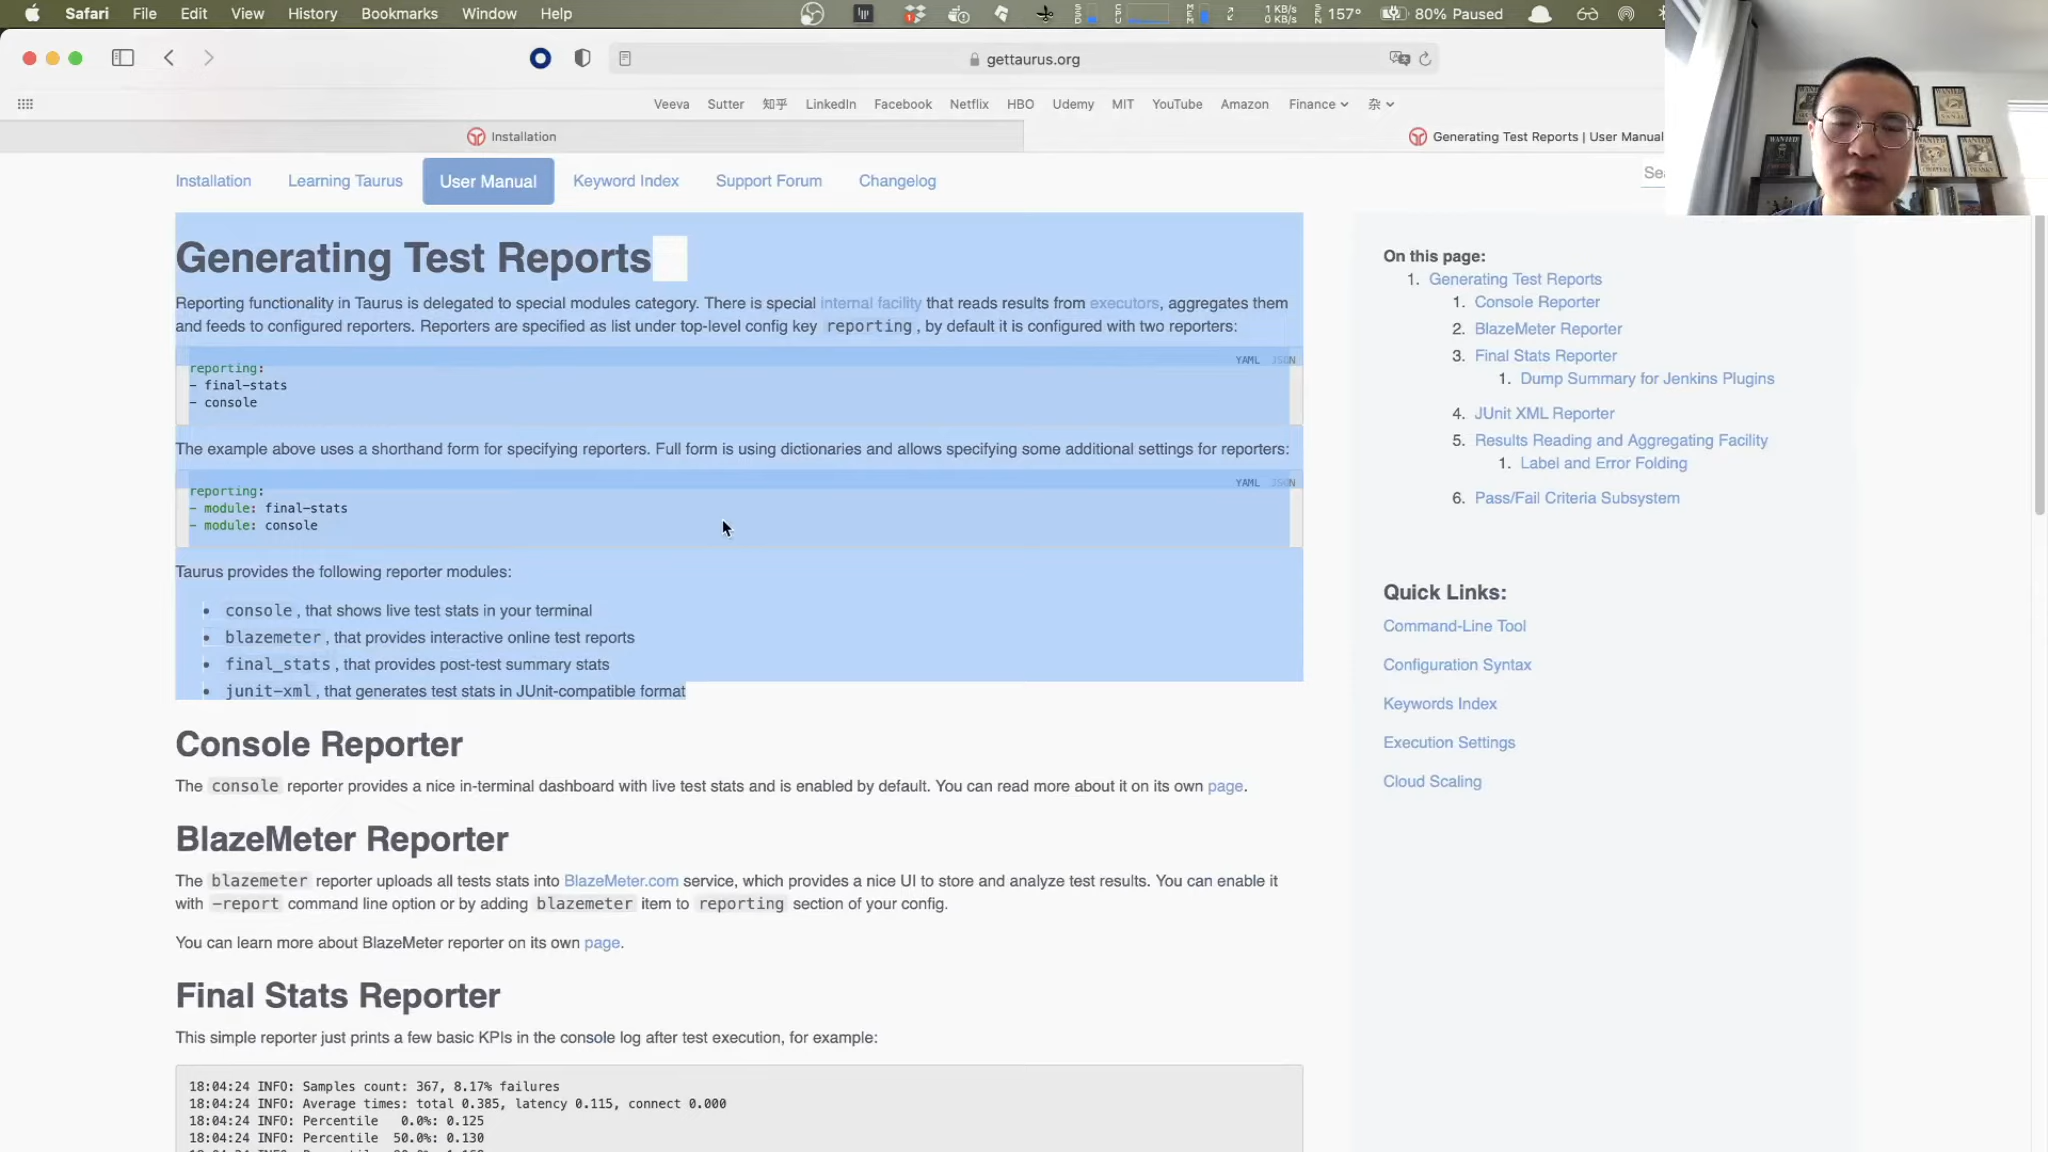 Safari File Edit View History Bookmarks Window Help 1 KB/s 0 KB/s 157° 80% Paused
gettaurus.org
Veeva Sutter 知乎 LinkedIn Facebook Netflix HBO Udemy MIT YouTube Amazon Finance 杂
Installation
Generating Test Reports | User Manual
Installation Learning Taurus User Manual Keyword Index Support Forum Changelog
Generating Test Reports
Reporting functionality in Taurus is delegated to special modules category. There is special internal facility that reads results from executors, aggregates them
and feeds to configured reporters. Reporters are specified as list under top-level config key reporting, by default it is configured with two reporters:
YAML JSON
reporting:
- final-stats
- console
The example above uses a shorthand form for specifying reporters. Full form is using dictionaries and allows specifying some additional settings for reporters:
YAML JSON
reporting:
- module: final-stats
- module: console
Taurus provides the following reporter modules:
• console, that shows live test stats in your terminal
• blazemeter, that provides interactive online test reports
• final_stats, that provides post-test summary stats
• junit-xml, that generates test stats in JUnit-compatible format
Console Reporter
The console reporter provides a nice in-terminal dashboard with live test stats and is enabled by default. You can read more about it on its own page.
BlazeMeter Reporter
The blazemeter reporter uploads all tests stats into BlazeMeter.com service, which provides a nice UI to store and analyze test results. You can enable it
with -report command line option or by adding blazemeter item to reporting section of your config.
You can learn more about BlazeMeter reporter on its own page.
Final Stats Reporter
This simple reporter just prints a few basic KPIs in the console log after test execution, for example:
18:04:24 INFO: Samples count: 367, 8.17% failures
18:04:24 INFO: Average times: total 0.385, latency 0.115, connect 0.000
18:04:24 INFO: Percentile 0.0%: 0.125
18:04:24 INFO: Percentile 50.0%: 0.130
On this page:
1. Generating Test Reports
1. Console Reporter
2. BlazeMeter Reporter
3. Final Stats Reporter
1. Dump Summary for Jenkins Plugins
4. JUnit XML Reporter
5. Results Reading and Aggregating Facility
1. Label and Error Folding
6. Pass/Fail Criteria Subsystem
Quick Links:
Command-Line Tool
Configuration Syntax
Keywords Index
Execution Settings
Cloud Scaling